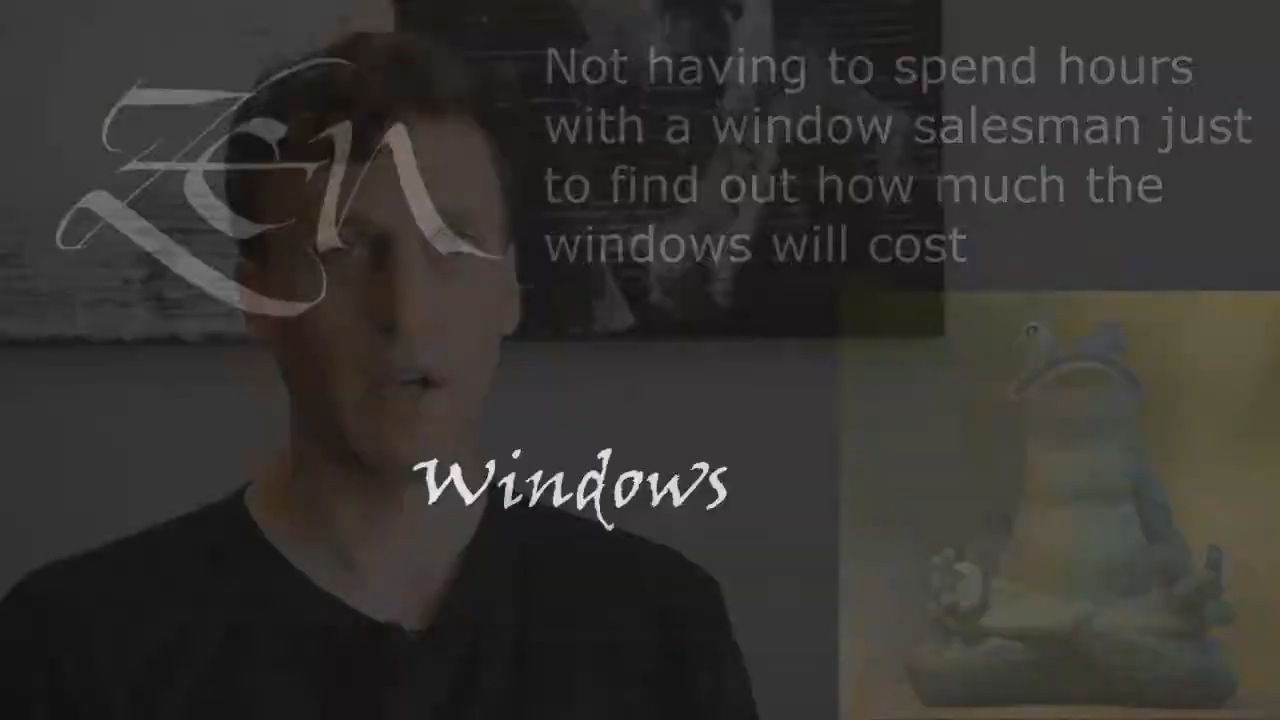 Zen
Not having to spend hours
with a window salesman just
to find out how much the
windows will cost
Windows